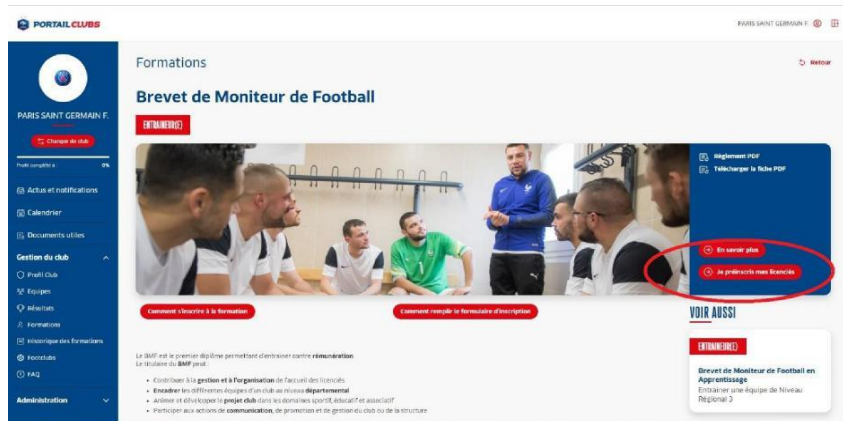 PORTAIL CLUBS
PARIS SAINT GERMAIN F.
PARIS SAINT GERMAIN F.
Changer de club
Profil complété à :
0%
Actus et notifications
Calendrier
Documents utiles
Gestion du club
Profil Club
Equipes
Résultats
Formations
Historique des formations
Footclubs
FAQ
Administration
Formations
Retour
Brevet de Moniteur de Football
ENTRAINEUR(E)
Règlement PDF
Télécharger la fiche PDF
En savoir plus
Je préinscris mes licenciés
Comment s'inscrire à la formation
Comment remplir le formulaire d'inscription
Le BMF est le premier diplôme permettant d'entrainer contre rémunération
Le titulaire du BMF peut :
Contribuer à la gestion et à l'organisation de l'accueil des licenciés
Encadrer les différentes équipes d'un club au niveau départemental
Animer et développer le projet club dans les domaines sportif, éducatif et associatif
Participer aux actions de communication, de promotion et de gestion du club ou de la structure
VOIR AUSSI
ENTRAINEUR(E)
Brevet de Moniteur de Football en
Apprentissage
Entrainer une équipe de Niveau
Régional 3